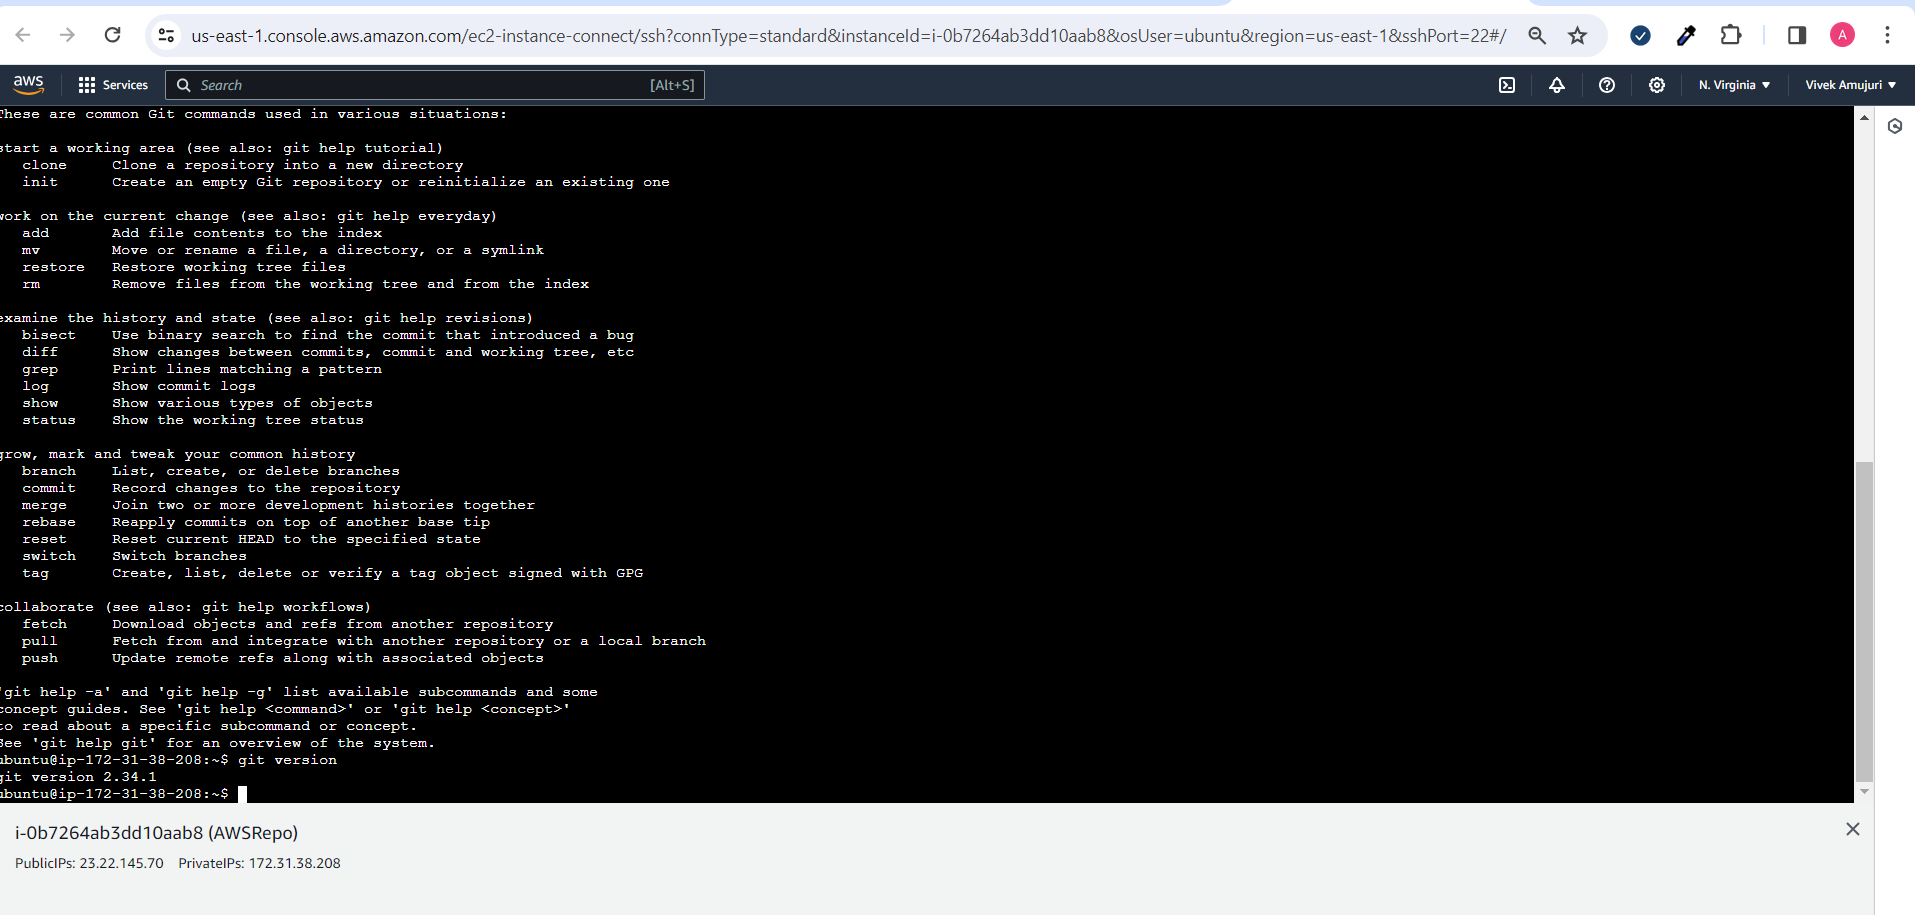 us-east-1.console.aws.amazon.com/ec2-instance-connect/ssh?connType=standard&instanceId=i-0b7264ab3dd10aab8&osUser=ubuntu&region=us-east-1&sshPort=22#/
A
aws Services Search [Alt+S] N. Virginia Vivek Amujuri
These are common Git commands used in various situations:
start a working area (see also: git help tutorial)
clone Clone a repository into a new directory
init Create an empty Git repository or reinitialize an existing one
work on the current change (see also: git help everyday)
add Add file contents to the index
mv Move or rename a file, a directory, or a symlink
restore Restore working tree files
rm Remove files from the working tree and from the index
examine the history and state (see also: git help revisions)
bisect Use binary search to find the commit that introduced a bug
diff Show changes between commits, commit and working tree, etc
grep Print lines matching a pattern
log Show commit logs
show Show various types of objects
status Show the working tree status
grow, mark and tweak your common history
branch List, create, or delete branches
commit Record changes to the repository
merge Join two or more development histories together
rebase Reapply commits on top of another base tip
reset Reset current HEAD to the specified state
switch Switch branches
tag Create, list, delete or verify a tag object signed with GPG
collaborate (see also: git help workflows)
fetch Download objects and refs from another repository
pull Fetch from and integrate with another repository or a local branch
push Update remote refs along with associated objects
'git help -a' and 'git help -g' list available subcommands and some
concept guides. See 'git help <command>' or 'git help <concept>'
to read about a specific subcommand or concept.
See 'git help git' for an overview of the system.
ubuntu@ip-172-31-38-208:~$ git version
git version 2.34.1
ubuntu@ip-172-31-38-208:~$
i-0b7264ab3dd10aab8 (AWSRepo)
PublicIPs: 23.22.145.70 PrivateIPs: 172.31.38.208